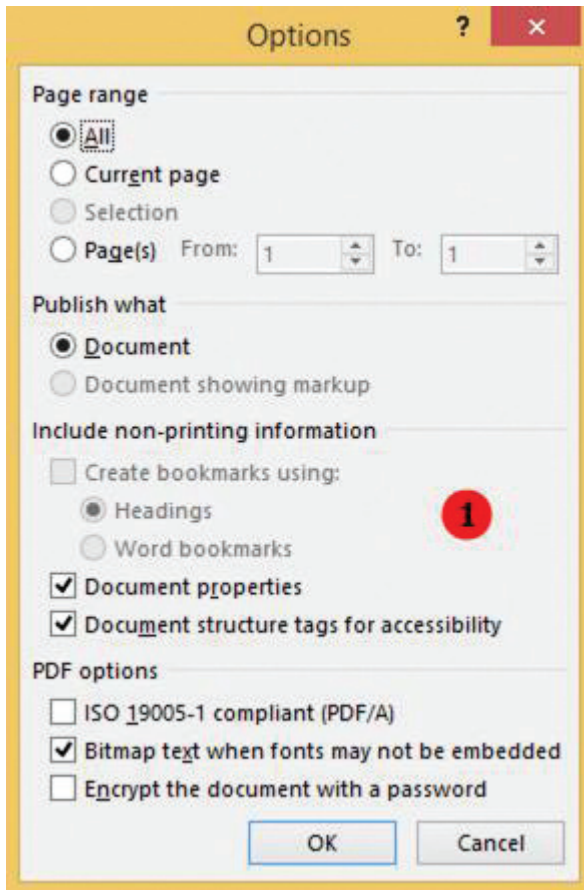 Options ?
Page range
All
Current page
Selection
Page(s) From: 1 To: 1
Publish what
Document
Document showing markup
Include non-printing information
Create bookmarks using:
Headings
1
Word bookmarks
Document properties
Document structure tags for accessibility
PDF options
ISO 19005-1 compliant (PDF/A)
Bitmap text when fonts may not be embedded
Encrypt the document with a password
OK Cancel